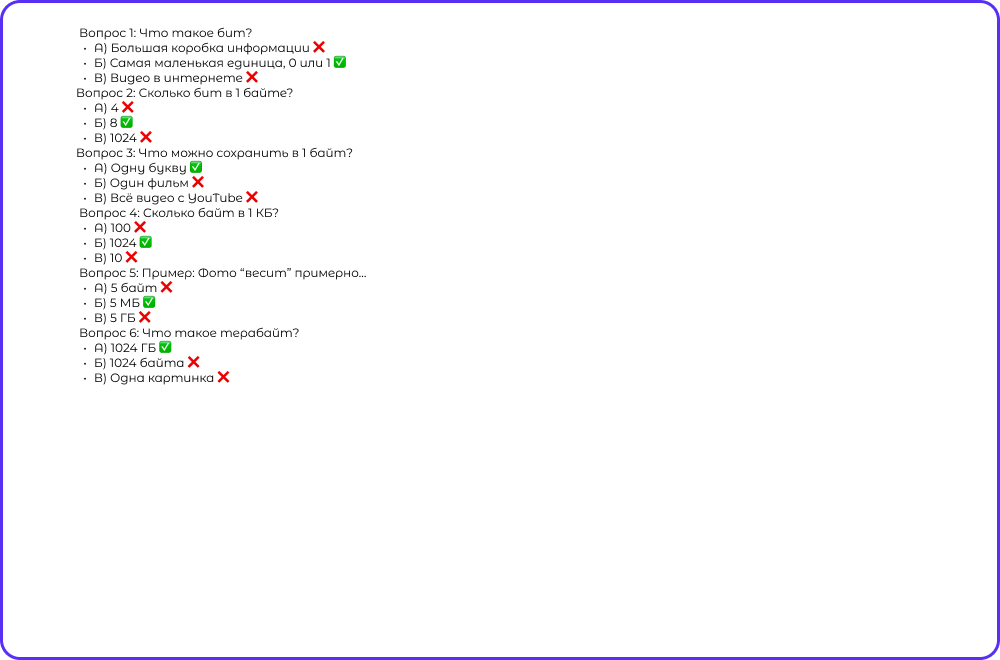 Вопрос 1: Что такое бит?
• А) Большая коробка информации ❌
• Б) Самая маленькая единица, 0 или 1 ✅
• В) Видео в интернете ❌
Вопрос 2: Сколько бит в 1 байте?
• А) 4 ❌
• Б) 8 ✅
• В) 1024 ❌
Вопрос 3: Что можно сохранить в 1 байт?
• А) Одну букву ✅
• Б) Один фильм ❌
• В) Всё видео с YouTube ❌
Вопрос 4: Сколько байт в 1 КБ?
• А) 100 ❌
• Б) 1024 ✅
• В) 10 ❌
Вопрос 5: Пример: Фото “весит” примерно...
• А) 5 байт ❌
• Б) 5 МБ ✅
• В) 5 ГБ ❌
Вопрос 6: Что такое терабайт?
• А) 1024 ГБ ✅
• Б) 1024 байта ❌
• В) Одна картинка ❌